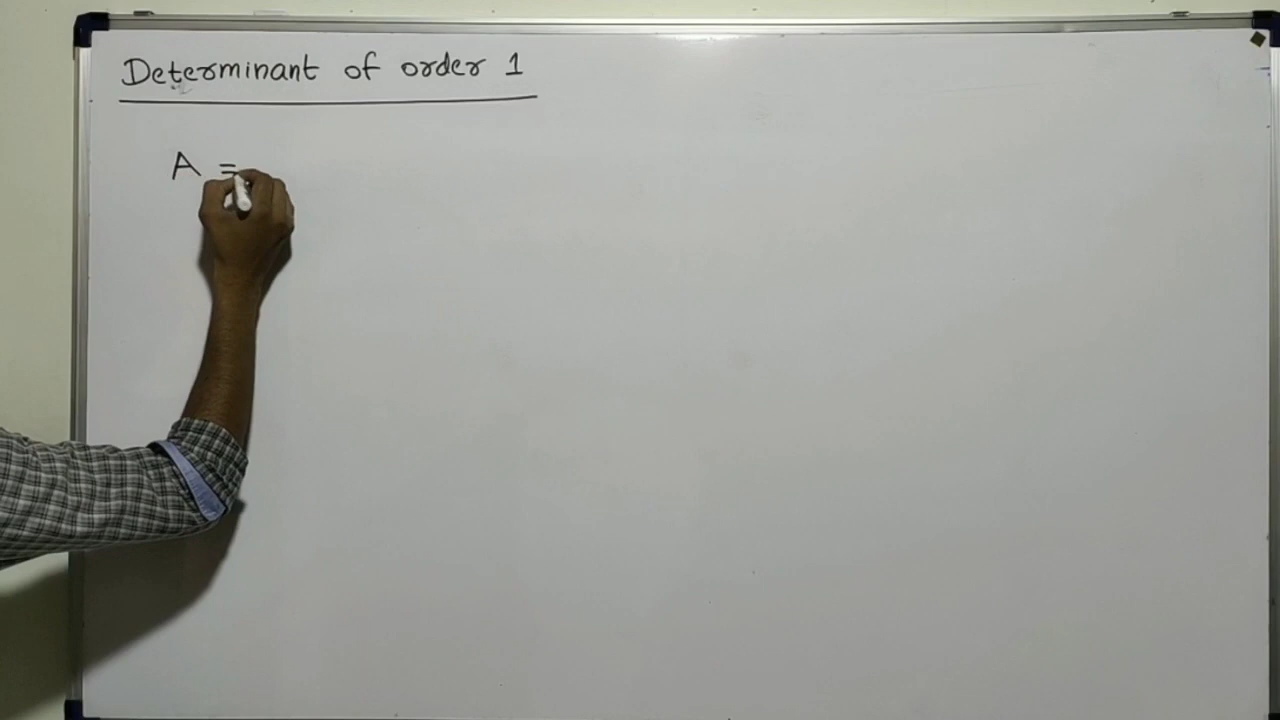 Determinant of order 1
A =